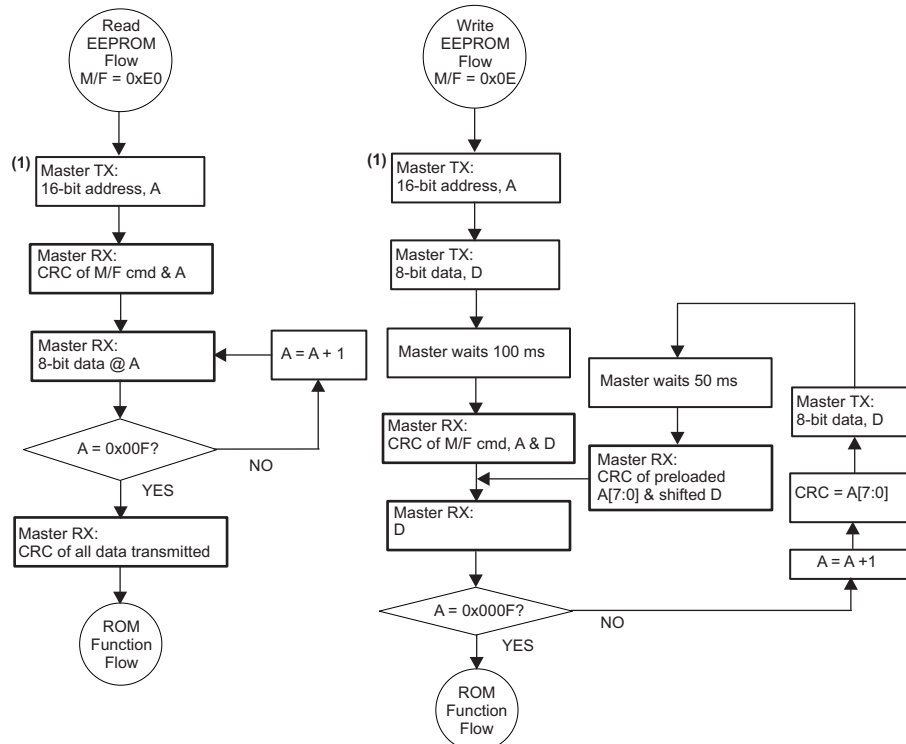 Read
EEPROM
Flow
M/F = 0xE0
(1)
Master TX:
16-bit address, A
Master RX:
CRC of M/F cmd & A
Master RX:
8-bit data @ A
A = A + 1
A = 0x00F?
NO
YES
Master RX:
CRC of all data transmitted
ROM
Function
Flow
Write
EEPROM
Flow
M/F = 0x0E
(1)
Master TX:
16-bit address, A
Master TX:
8-bit data, D
Master waits 100 ms
Master RX:
CRC of M/F cmd, A & D
Master RX:
D
A = 0x000F?
NO
YES
ROM
Function
Flow
A = A +1
CRC = A[7:0]
Master TX:
8-bit data, D
Master waits 50 ms
Master RX:
CRC of preloaded
A[7:0] & shifted D